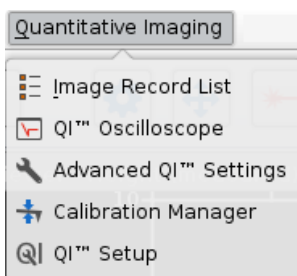 Quantitative Imaging
Image Record List
QI™ Oscilloscope
Advanced QI™ Settings
Calibration Manager
QI™ Setup